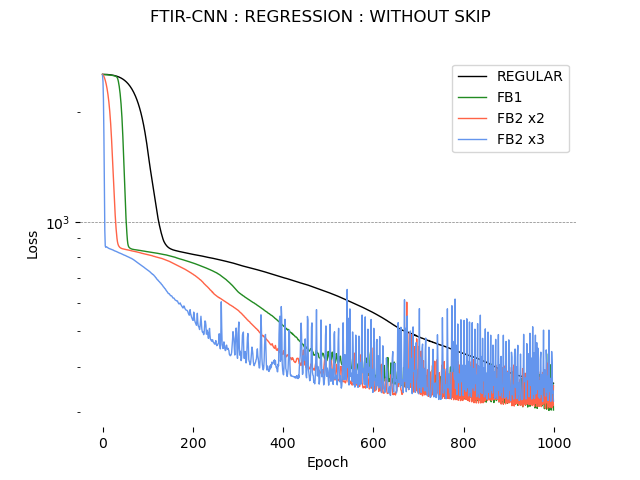 FTIR-CNN : REGRESSION : WITHOUT SKIP
REGULAR
FB1
FB2 x2
FB2 x3
10³
Loss
0 200 400 600 800 1000
Epoch